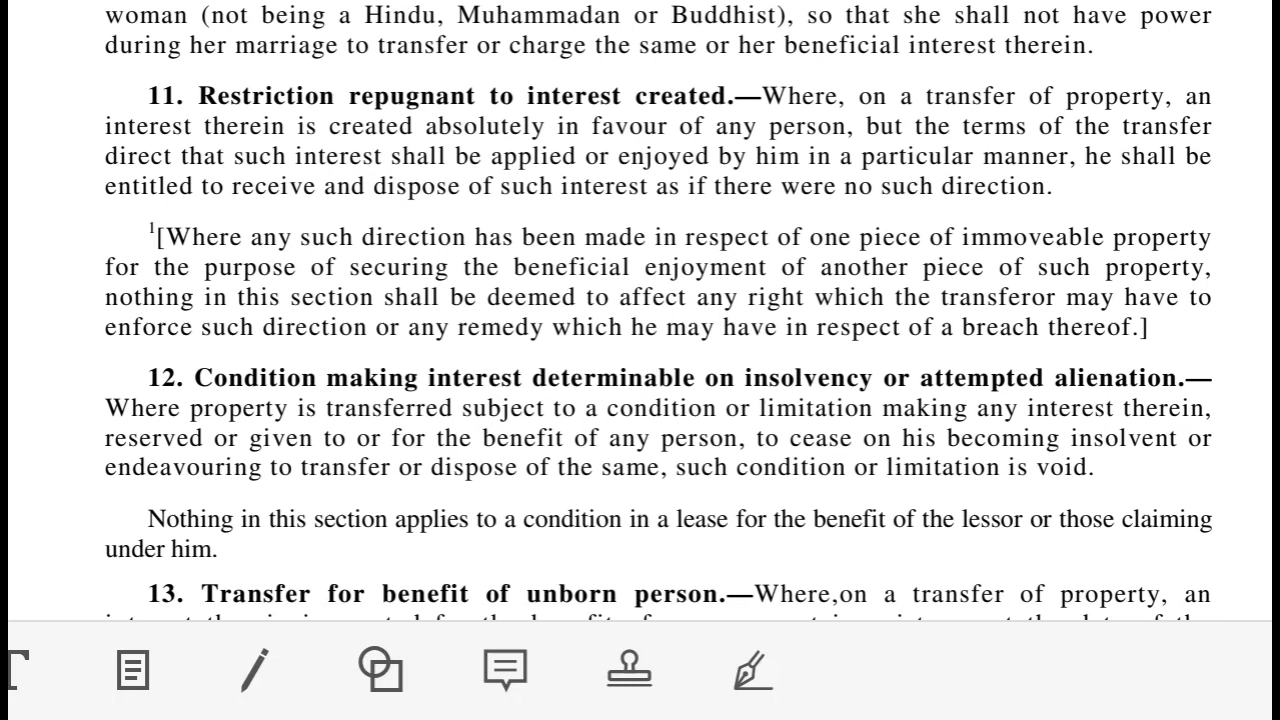 woman (not being a Hindu, Muhammadan or Buddhist), so that she shall not have power
during her marriage to transfer or charge the same or her beneficial interest therein.
11. Restriction repugnant to interest created.—Where, on a transfer of property, an
interest therein is created absolutely in favour of any person, but the terms of the transfer
direct that such interest shall be applied or enjoyed by him in a particular manner, he shall be
entitled to receive and dispose of such interest as if there were no such direction.
1[Where any such direction has been made in respect of one piece of immoveable property
for the purpose of securing the beneficial enjoyment of another piece of such property,
nothing in this section shall be deemed to affect any right which the transferor may have to
enforce such direction or any remedy which he may have in respect of a breach thereof.]
12. Condition making interest determinable on insolvency or attempted alienation.—
Where property is transferred subject to a condition or limitation making any interest therein,
reserved or given to or for the benefit of any person, to cease on his becoming insolvent or
endeavouring to transfer or dispose of the same, such condition or limitation is void.
Nothing in this section applies to a condition in a lease for the benefit of the lessor or those claiming
under him.
13. Transfer for benefit of unborn person.—Where,on a transfer of property, an